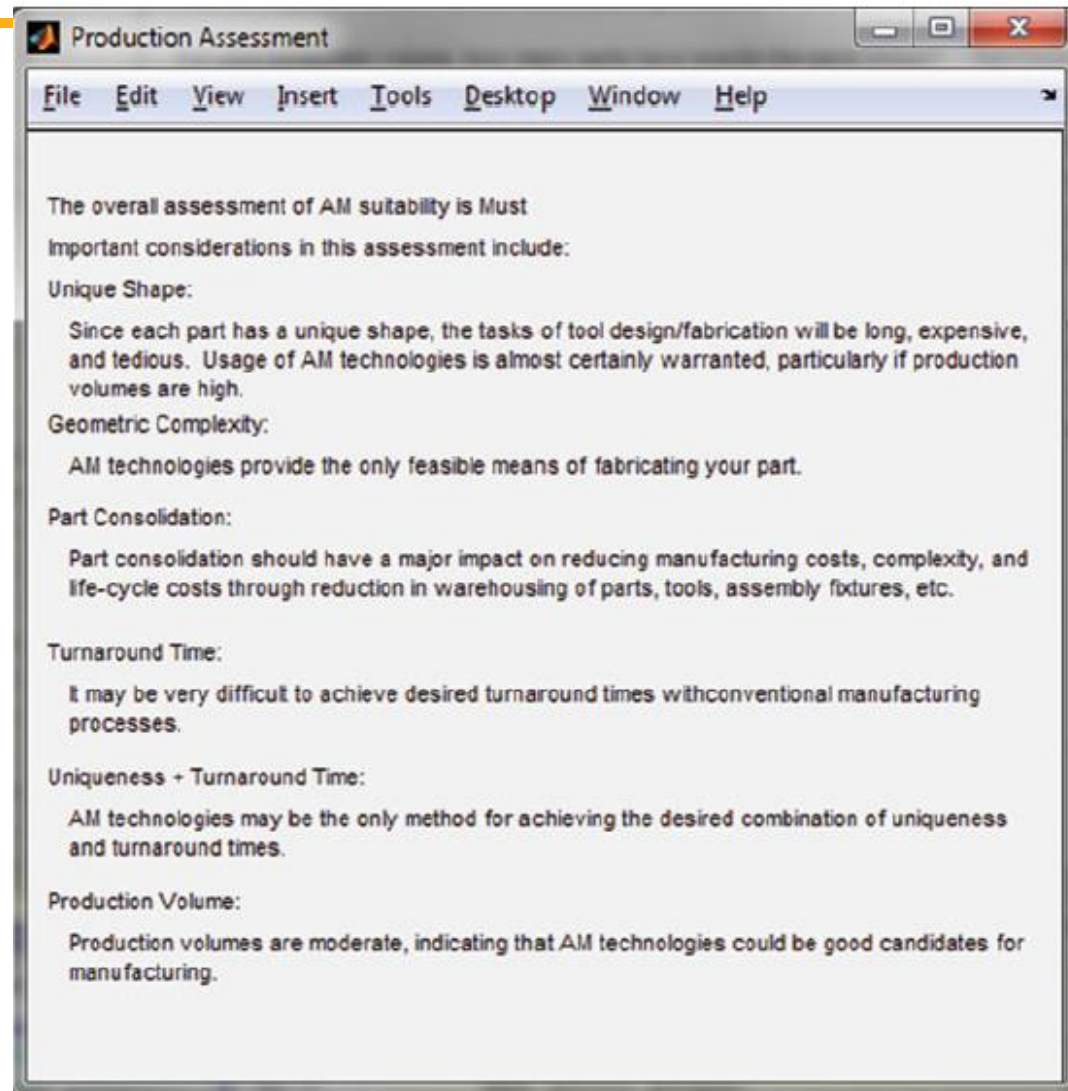 Production Assessment
File Edit View Insert Tools Desktop Window Help
The overall assessment of AM suitability is Must
Important considerations in this assessment include:
Unique Shape:
Since each part has a unique shape, the tasks of tool design/fabrication will be long, expensive,
and tedious. Usage of AM technologies is almost certainly warranted, particularly if production
volumes are high.
Geometric Complexity:
AM technologies provide the only feasible means of fabricating your part.
Part Consolidation:
Part consolidation should have a major impact on reducing manufacturing costs, complexity, and
life-cycle costs through reduction in warehousing of parts, tools, assembly fixtures, etc.
Turnaround Time:
It may be very difficult to achieve desired turnaround times withconventional manufacturing
processes.
Uniqueness + Turnaround Time:
AM technologies may be the only method for achieving the desired combination of uniqueness
and turnaround times.
Production Volume:
Production volumes are moderate, indicating that AM technologies could be good candidates for
manufacturing.